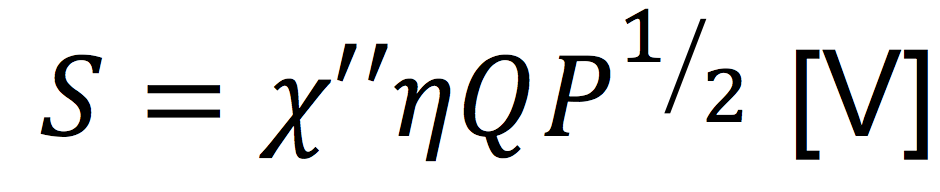 S = χ′′ηQP^{1/2} [V]